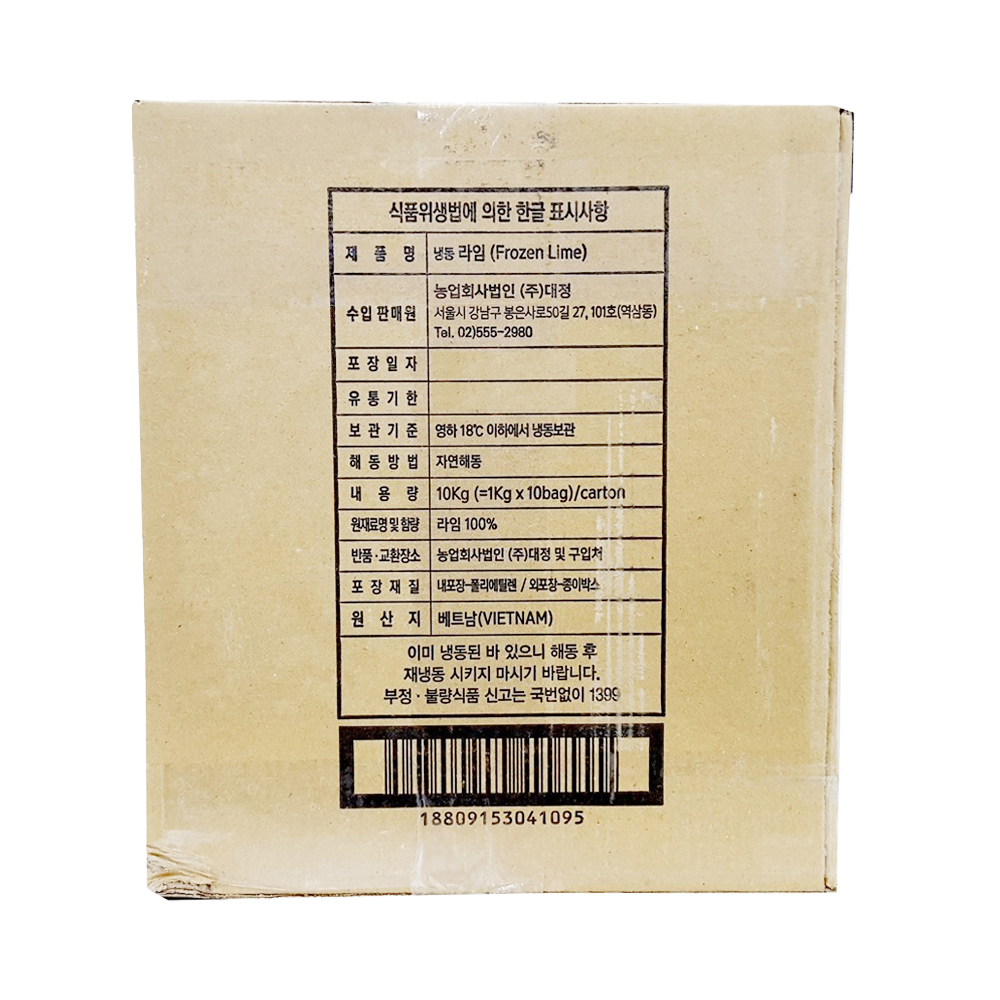 식품위생법에 의한 한글 표시사항
제 품 명 냉동 라임 (Frozen Lime)
수입 판매원 농업회사법인 (주)대정
서울시 강남구 봉은사로50길 27, 101호(역삼동)
Tel. 02)555-2980
포 장 일 자
유 통 기 한
보 관 기 준 영하 18℃ 이하에서 냉동보관
해 동 방 법 자연해동
내 용 량 10Kg (=1Kg x 10bag)/carton
원재료명 및 함량 라임 100%
반품·교환장소 농업회사법인 (주)대정 및 구입처
포 장 재 질 내포장-폴리에틸렌 / 외포장-종이박스
원 산 지 베트남(VIETNAM)
이미 냉동된 바 있으니 해동 후
재냉동 시키지 마시기 바랍니다.
부정·불량식품 신고는 국번없이 1399
18809153041095